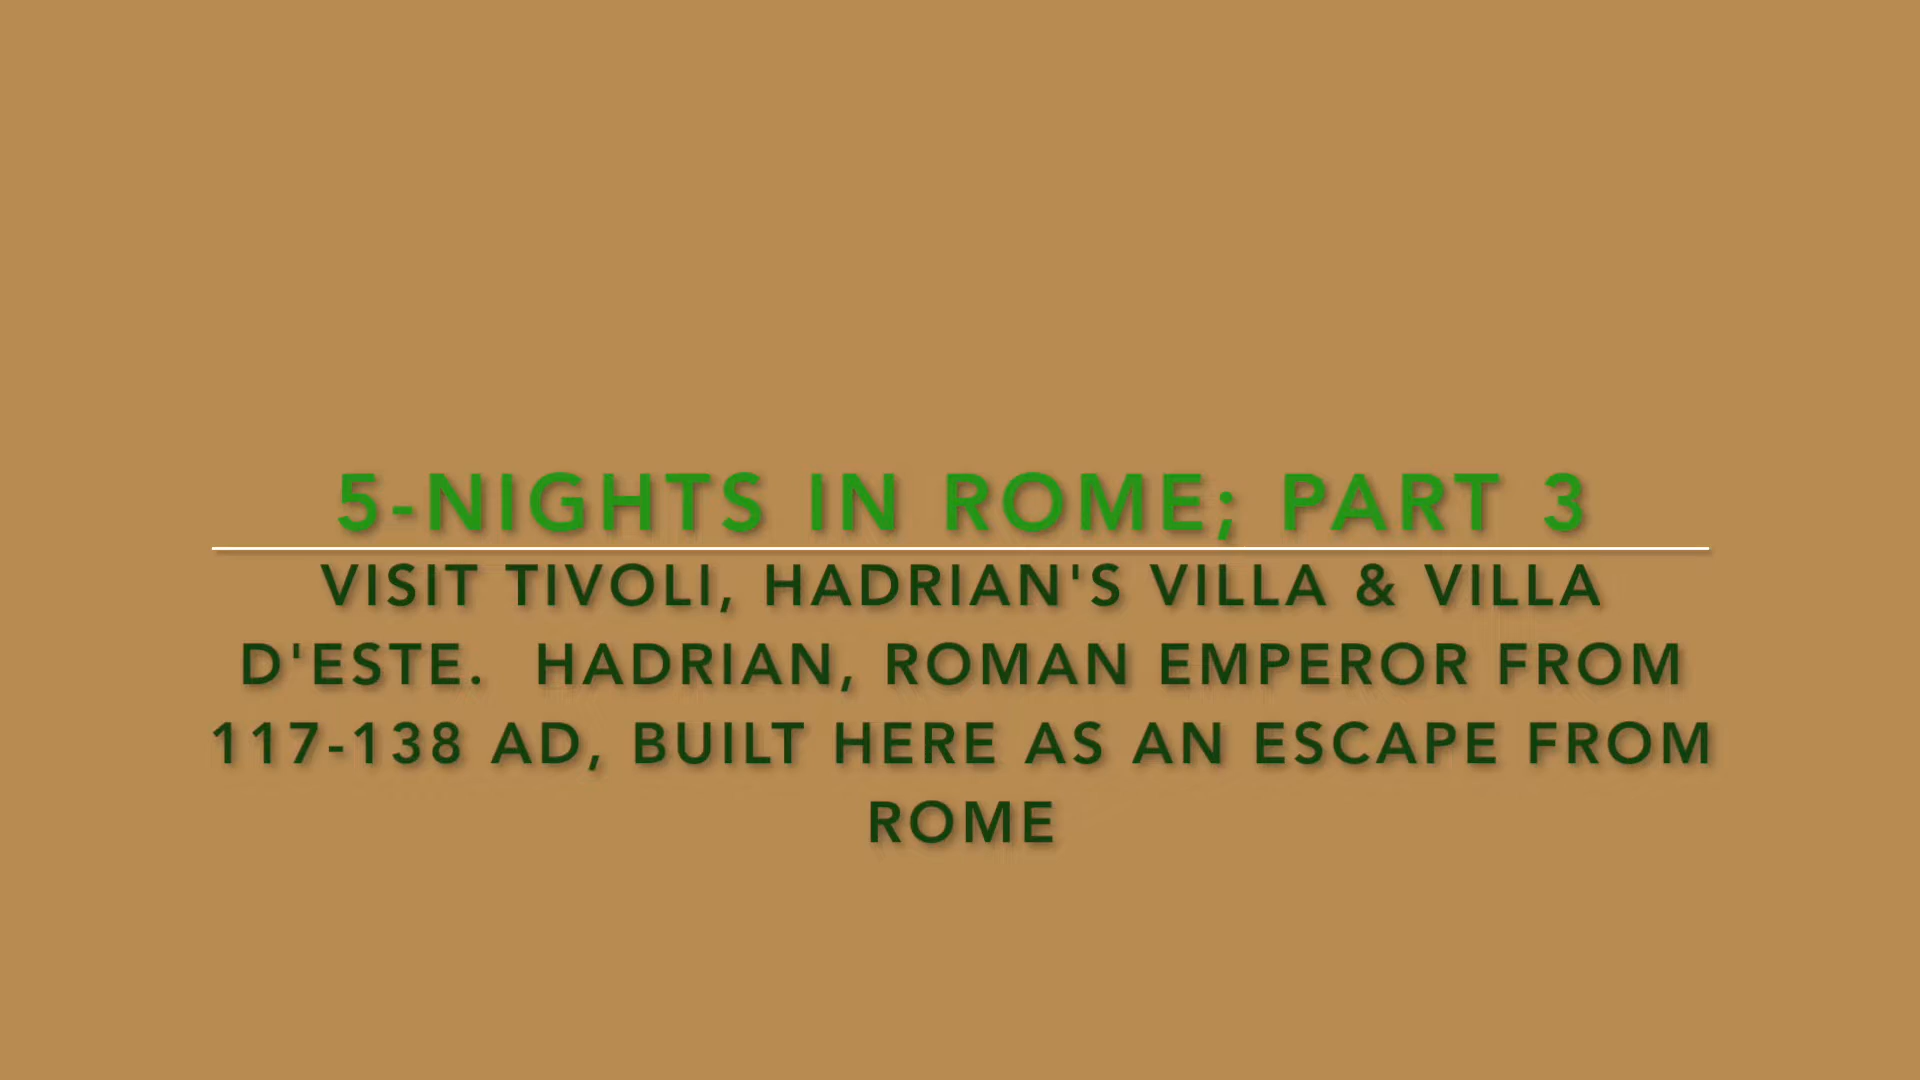 5-NIGHTS IN ROME; PART 3
VISIT TIVOLI, HADRIAN'S VILLA & VILLA
D'ESTE.  HADRIAN, ROMAN EMPEROR FROM
117-138 AD, BUILT HERE AS AN ESCAPE FROM
ROME